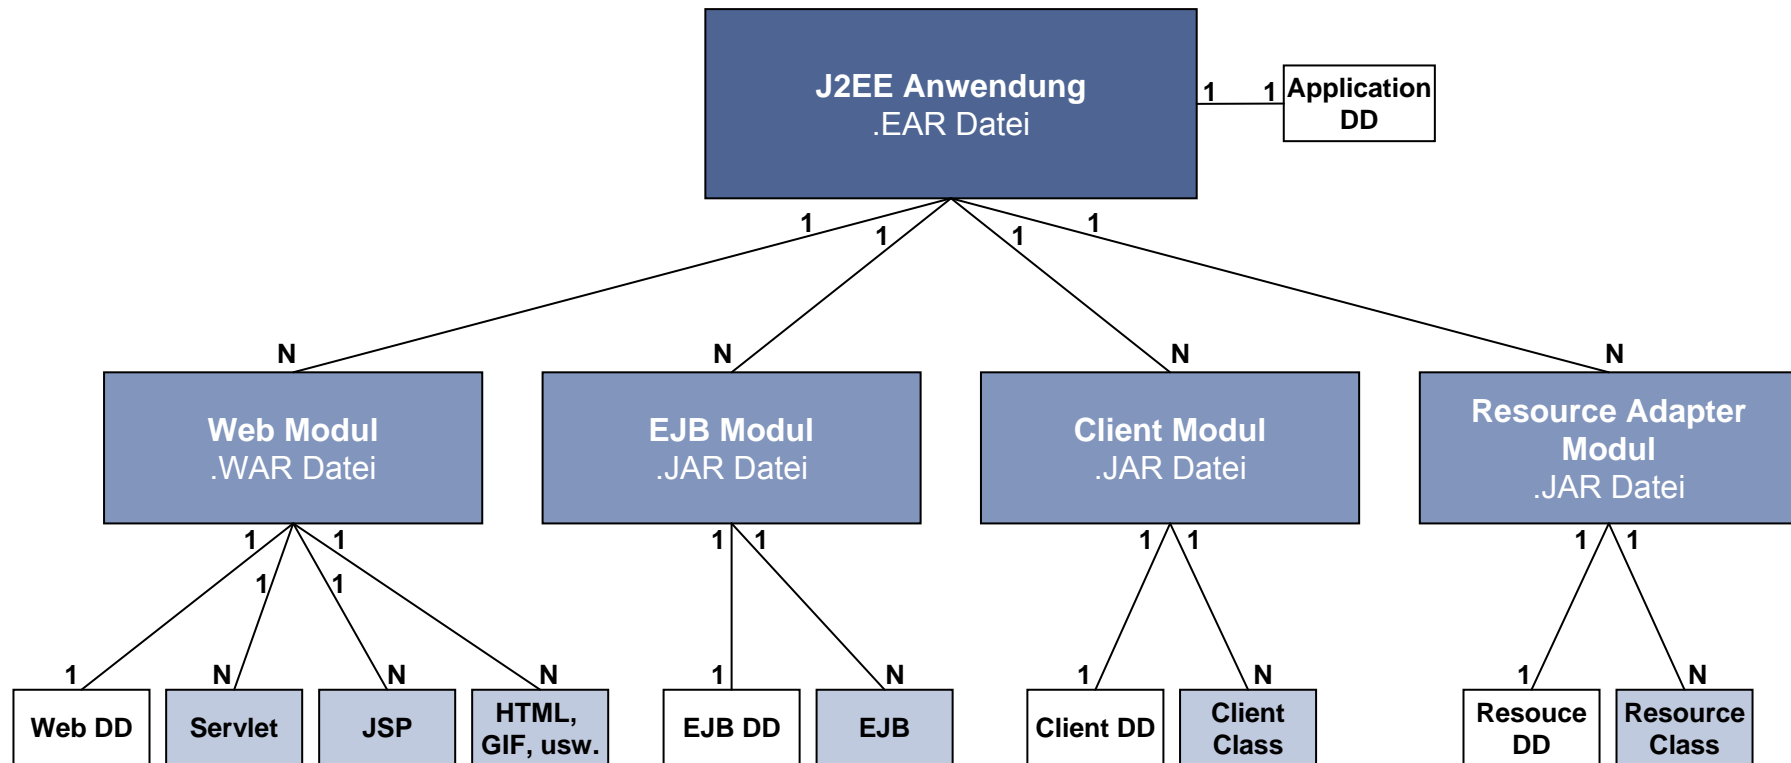 J2EE Anwendung
.EAR Datei
1
1
Application
DD
1
1
1
1
N
N
N
N
Web Modul
.WAR Datei
EJB Modul
.JAR Datei
Client Modul
.JAR Datei
Resource Adapter
Modul
.JAR Datei
1
1
1
1
1
1
1
1
1
1
1
N
N
N
1
N
1
N
1
N
Web DD
Servlet
JSP
HTML,
GIF, usw.
EJB DD
EJB
Client DD
Client
Class
Resouce
DD
Resource
Class